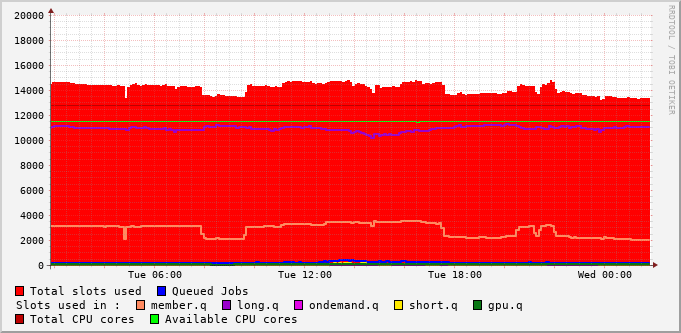 RRDTOOL / TOBI OETIKER
20000
18000
16000
14000
12000
10000
8000
6000
4000
2000
0
Tue 06:00 Tue 12:00 Tue 18:00 Wed 00:00
Total slots used Queued Jobs
Slots used in : member.q long.q ondemand.q short.q gpu.q
Total CPU cores Available CPU cores